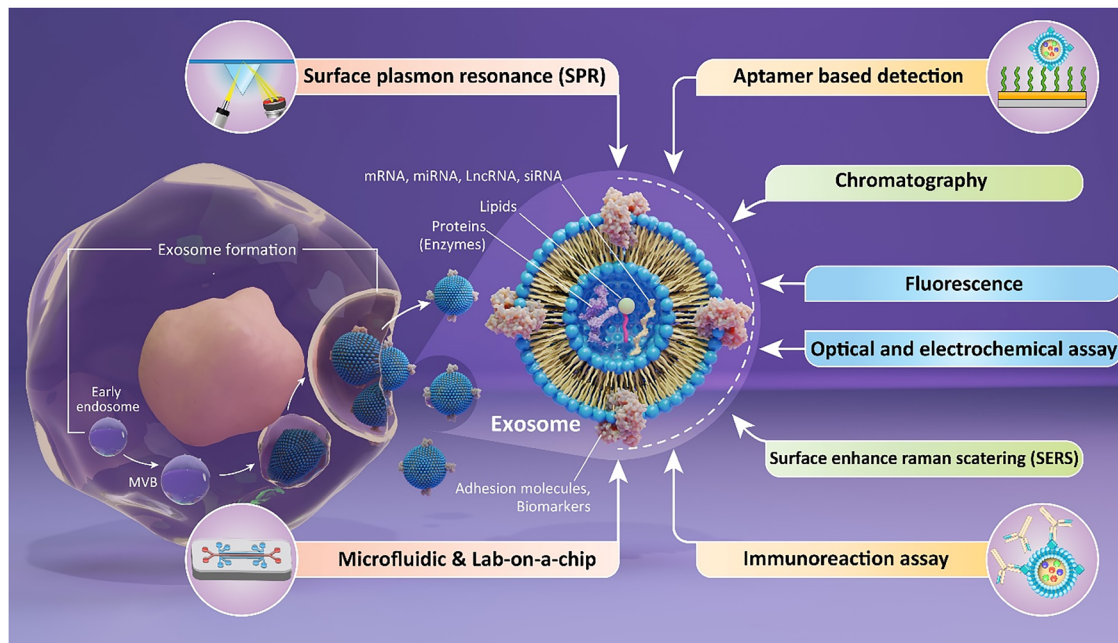 Surface plasmon resonance (SPR)
Aptamer based detection
mRNA, miRNA, LncRNA, siRNA
Lipids
Proteins
(Enzymes)
Chromatography
Exosome formation
Fluorescence
Optical and electrochemical assay
Early
endosome
MVB
Exosome
Surface enhance raman scatering (SERS)
Adhesion molecules,
Biomarkers
Microfluidic & Lab-on-a-chip
Immunoreaction assay